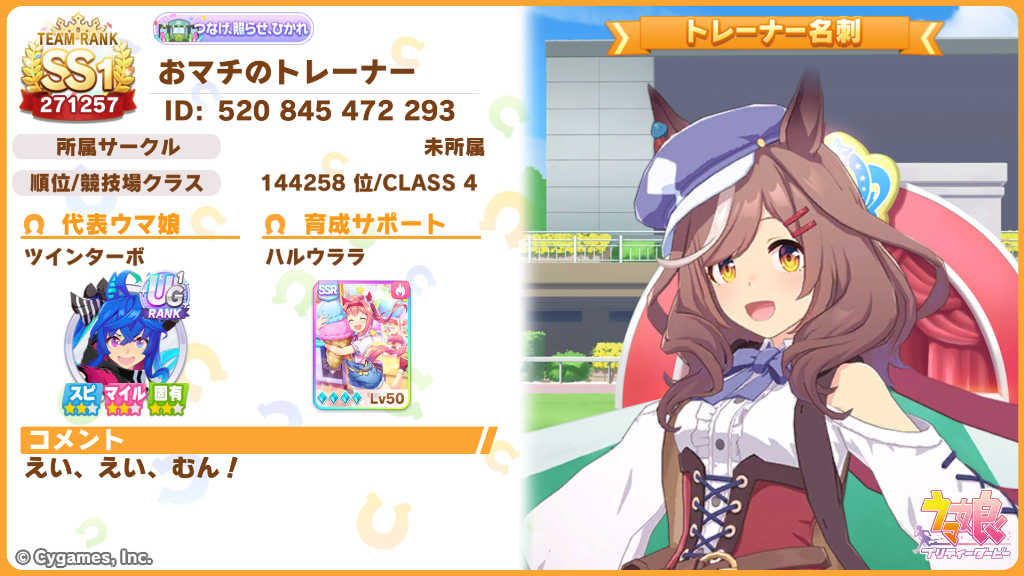 TEAM RANK
SS1
271257
つなげ、照らせ、ひかれ
おマチのトレーナー
ID: 520 845 472 293
所属サークル
未所属
順位/競技場クラス
144258 位/CLASS 4
代表ウマ娘
育成サポート
ツインターボ
ハルウララ
UG1
RANK
スピ
マイル
固有
SSR
Lv50
コメント
えい、えい、むん！
© Cygames, Inc.
トレーナー名刺
ウマ娘
プリティーダービー